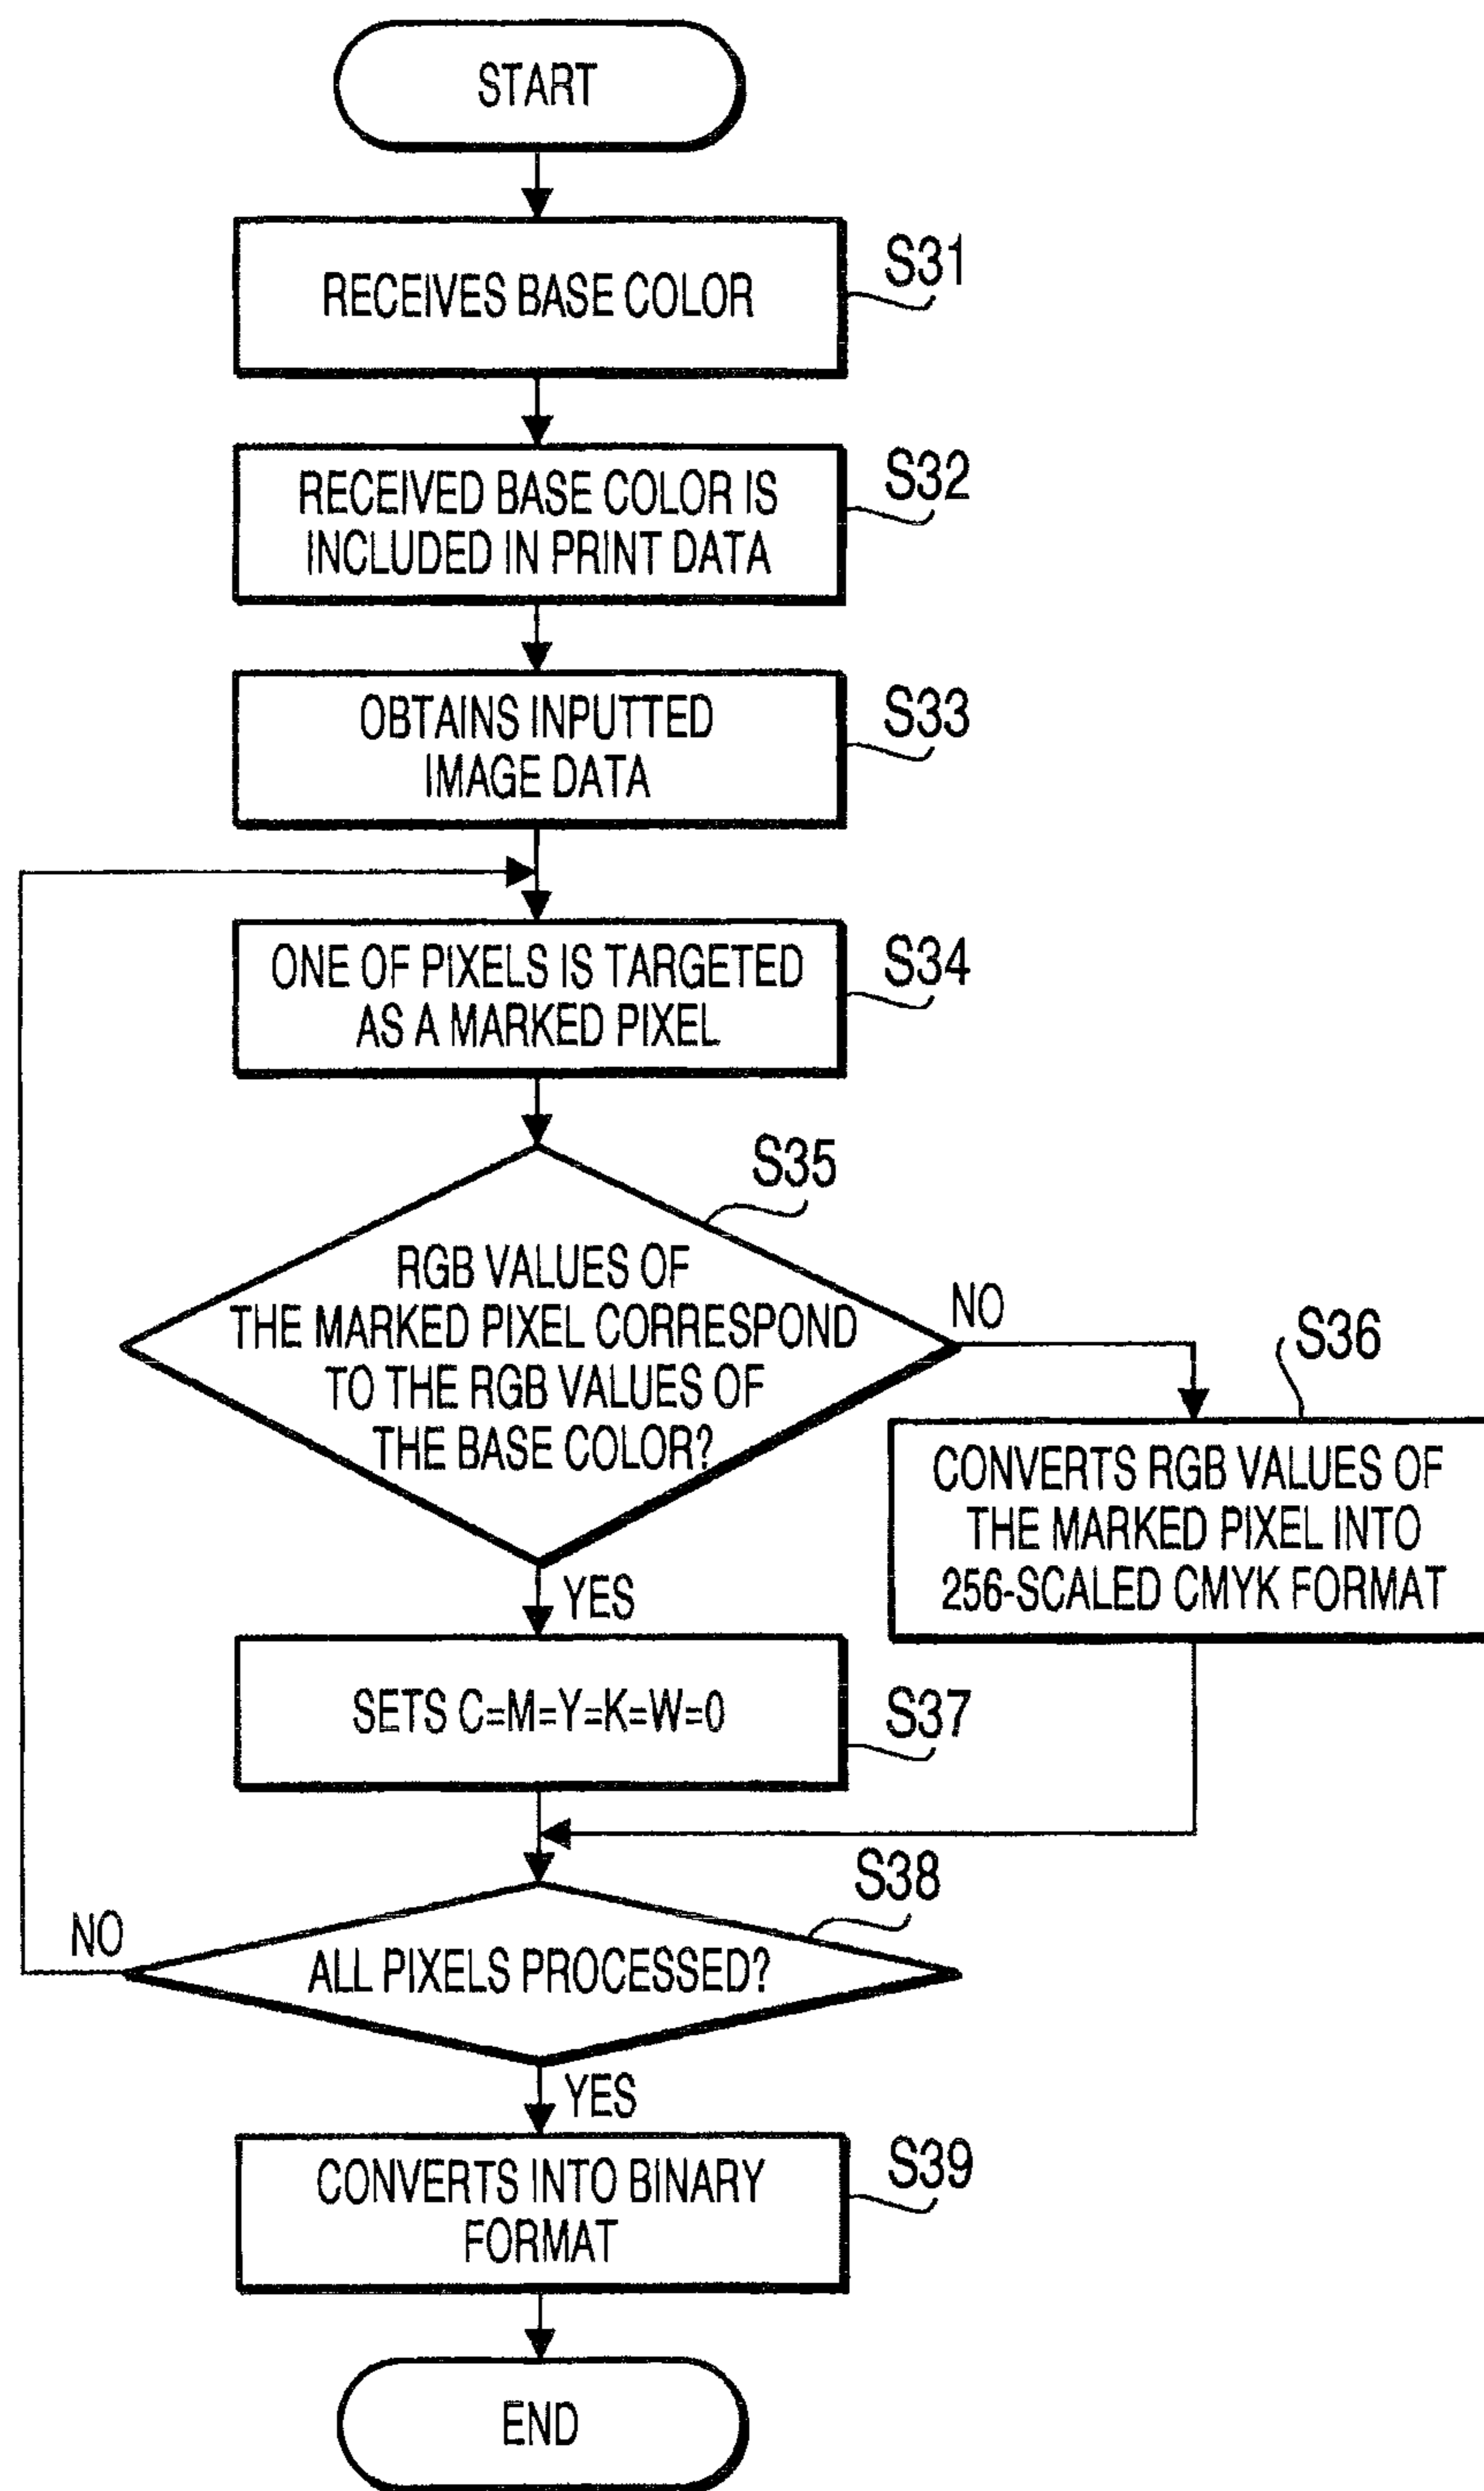 START
RECEIVES BASE COLOR
S31
RECEIVED BASE COLOR IS
INCLUDED IN PRINT DATA
S32
OBTAINS INPUTTED
IMAGE DATA
S33
ONE OF PIXELS IS TARGETED
AS A MARKED PIXEL
S34
S35
RGB VALUES OF
THE MARKED PIXEL CORRESPOND
TO THE RGB VALUES OF
THE BASE COLOR?
NO
S36
CONVERTS RGB VALUES OF
THE MARKED PIXEL INTO
256-SCALED CMYK FORMAT
YES
SETS C=M=Y=K=W=0
S37
S38
NO
ALL PIXELS PROCESSED?
YES
CONVERTS INTO BINARY
FORMAT
S39
END